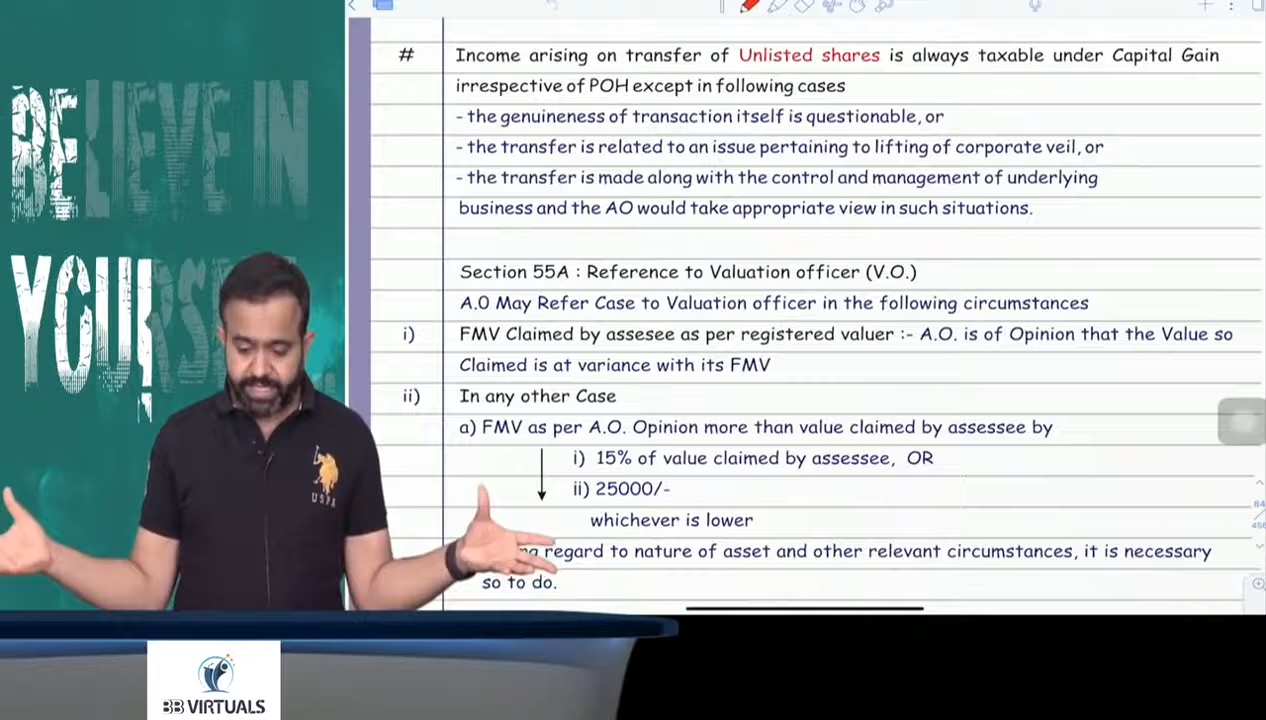 BELIEVE IN
YOURS
# Income arising on transfer of Unlisted shares is always taxable under Capital Gain
irrespective of POH except in following cases
- the genuineness of transaction itself is questionable, or
- the transfer is related to an issue pertaining to lifting of corporate veil, or
- the transfer is made along with the control and management of underlying
business and the AO would take appropriate view in such situations.
Section 55A : Reference to Valuation officer (V.O.)
A.0 May Refer Case to Valuation officer in the following circumstances
i) FMV Claimed by assesee as per registered valuer :- A.O. is of Opinion that the Value so
Claimed is at variance with its FMV
ii) In any other Case
a) FMV as per A.O. Opinion more than value claimed by assessee by
i) 15% of value claimed by assessee, OR
ii) 25000/-
whichever is lower
regard to nature of asset and other relevant circumstances, it is necessary
so to do.
84
456
USPA
BB VIRTUALS